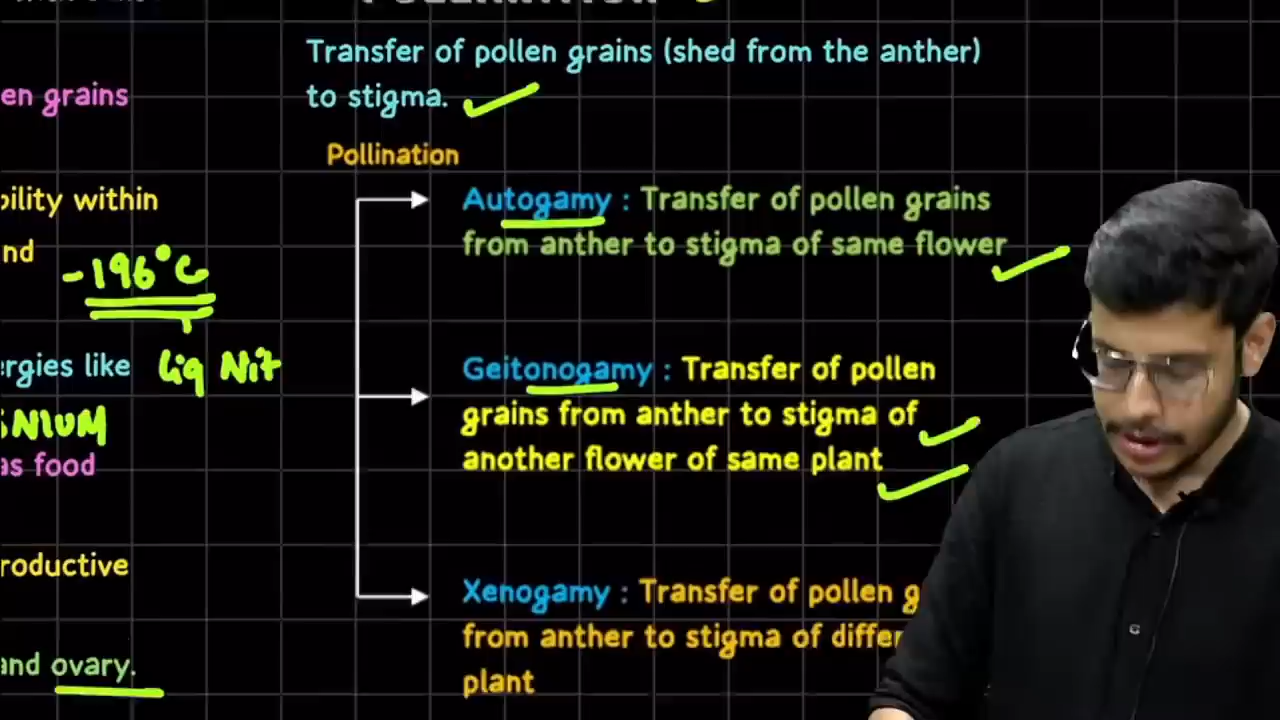 en grains
bility within
nd
-196°C
ergies like Liq Nit
NIUM
as food
roductive
and ovary.
POLLINATION
Transfer of pollen grains (shed from the anther)
to stigma.
Pollination
Autogamy : Transfer of pollen grains
from anther to stigma of same flower
Geitonogamy : Transfer of pollen
grains from anther to stigma of
another flower of same plant
Xenogamy : Transfer of pollen g
from anther to stigma of differ
plant